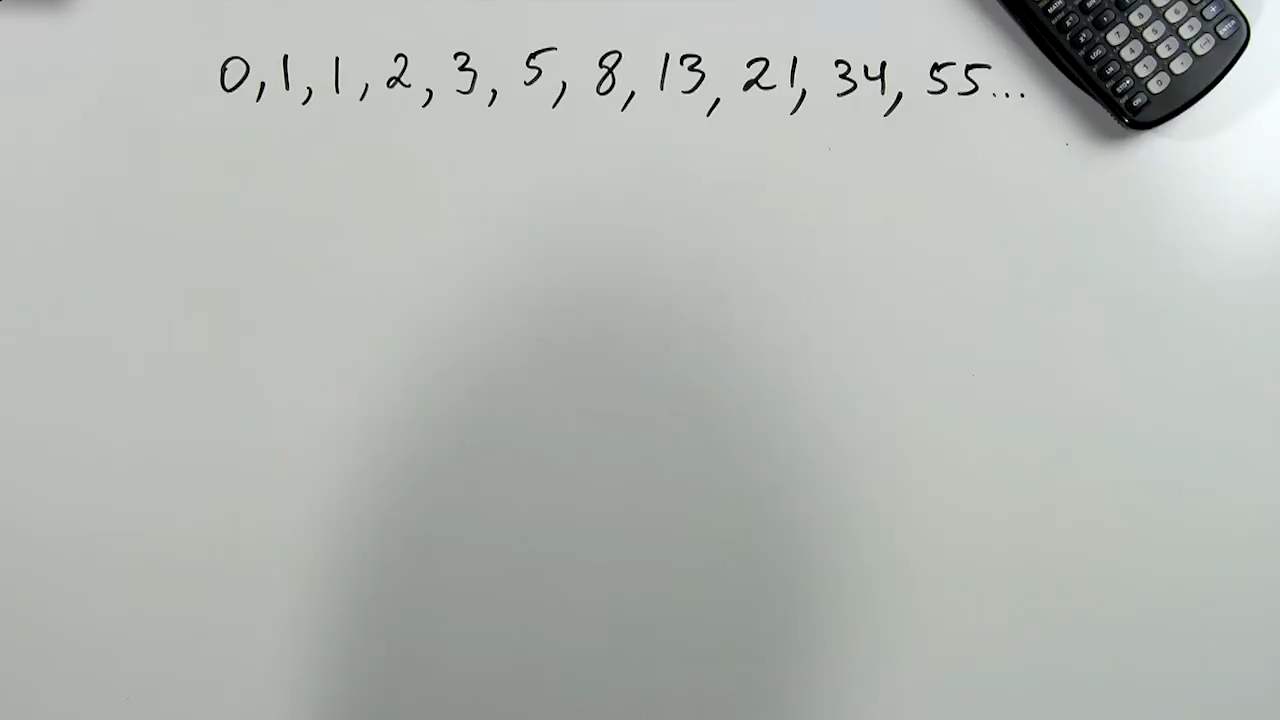 0, 1, 1, 2, 3, 5, 8, 13, 21, 34, 55...